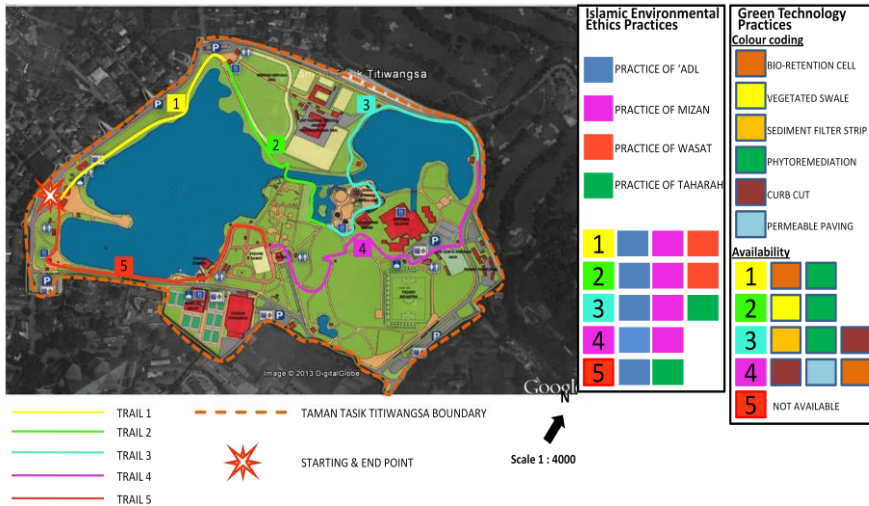 Tasik Titiwangsa
1
2
3
4
5
P
P
P
P
P
P
P
Image © 2013 DigitalGlobe
Google
N
Scale 1 : 4000
TRAIL 1
TRAIL 2
TRAIL 3
TRAIL 4
TRAIL 5
TAMAN TASIK TITIWANGSA BOUNDARY
STARTING & END POINT
Islamic Environmental
Ethics Practices
PRACTICE OF ‘ADL
PRACTICE OF MIZAN
PRACTICE OF WASAT
PRACTICE OF TAHARAH
1
2
3
4
5
Green Technology
Practices
Colour coding
BIO-RETENTION CELL
VEGETATED SWALE
SEDIMENT FILTER STRIP
PHYTOREMEDIATION
CURB CUT
PERMEABLE PAVING
Availability
1
2
3
4
5 NOT AVAILABLE